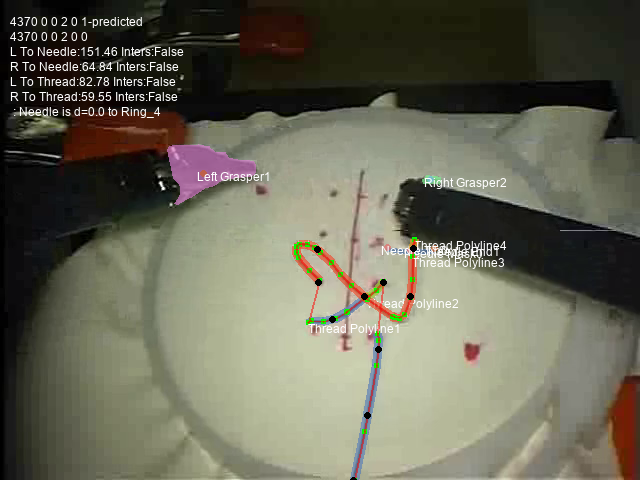 4370 0 0 2 0 1-predicted
4370 0 0 2 0 0
L To Needle:151.46 Inters:False
R To Needle:64.84 Inters:False
L To Thread:82.78 Inters:False
R To Thread:59.55 Inters:False
: Needle is d=0.0 to Ring_4
Left Grasper1
Right Grasper2
Thread Polyline4
Thread Polyline3
Polyline2
Thread Polyline1